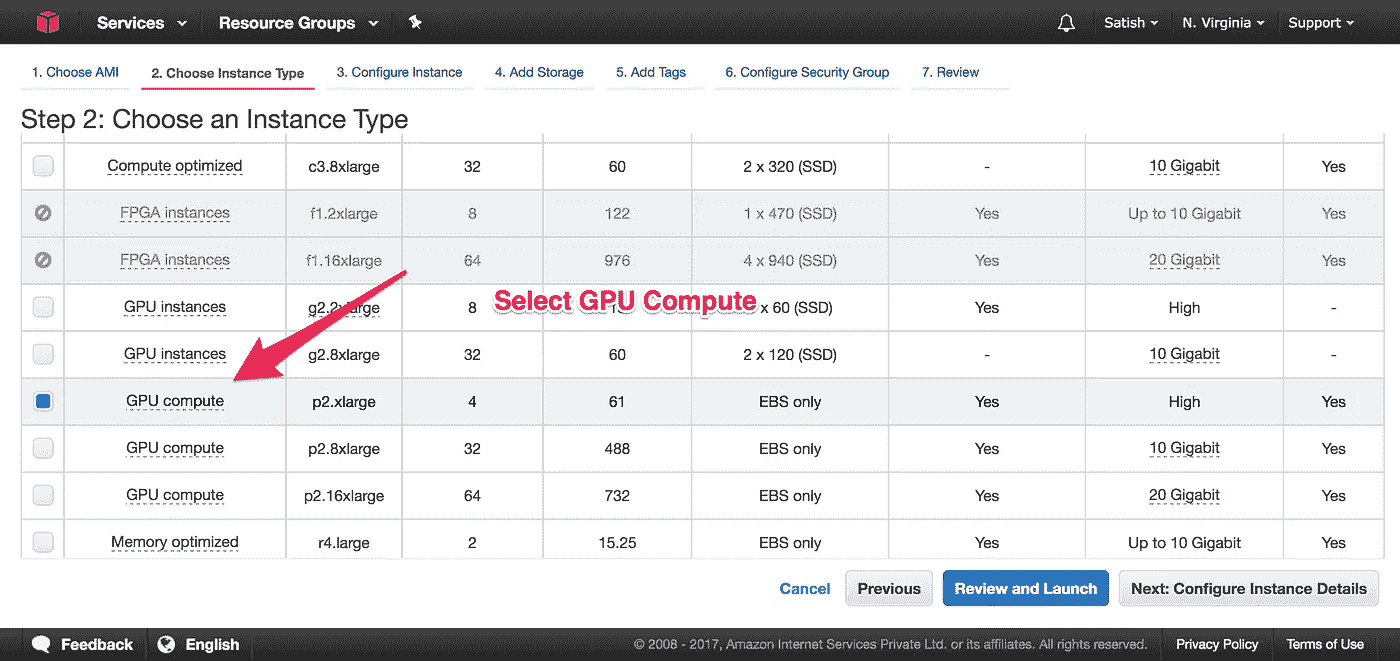 Services Resource Groups Satish N. Virginia Support
1. Choose AMI 2. Choose Instance Type 3. Configure Instance 4. Add Storage 5. Add Tags 6. Configure Security Group 7. Review
Step 2: Choose an Instance Type
Compute optimized c3.8xlarge 32 60 2 x 320 (SSD) - 10 Gigabit Yes
FPGA instances f1.2xlarge 8 122 1 x 470 (SSD) Yes Up to 10 Gigabit Yes
FPGA instances f1.16xlarge 64 976 4 x 940 (SSD) Yes 20 Gigabit Yes
GPU instances 8 Select GPU Compute x 60 (SSD) Yes High -
GPU instances g2.8xlarge 32 60 2 x 120 (SSD) - 10 Gigabit -
GPU compute p2.xlarge 4 61 EBS only Yes High Yes
GPU compute p2.8xlarge 32 488 EBS only Yes 10 Gigabit Yes
GPU compute p2.16xlarge 64 732 EBS only Yes 20 Gigabit Yes
Memory optimized r4.large 2 15.25 EBS only Yes Up to 10 Gigabit Yes
Cancel Previous Review and Launch Next: Configure Instance Details
Feedback English © 2008 - 2017, Amazon Internet Services Private Ltd. or its affiliates. All rights reserved. Privacy Policy Terms of Use